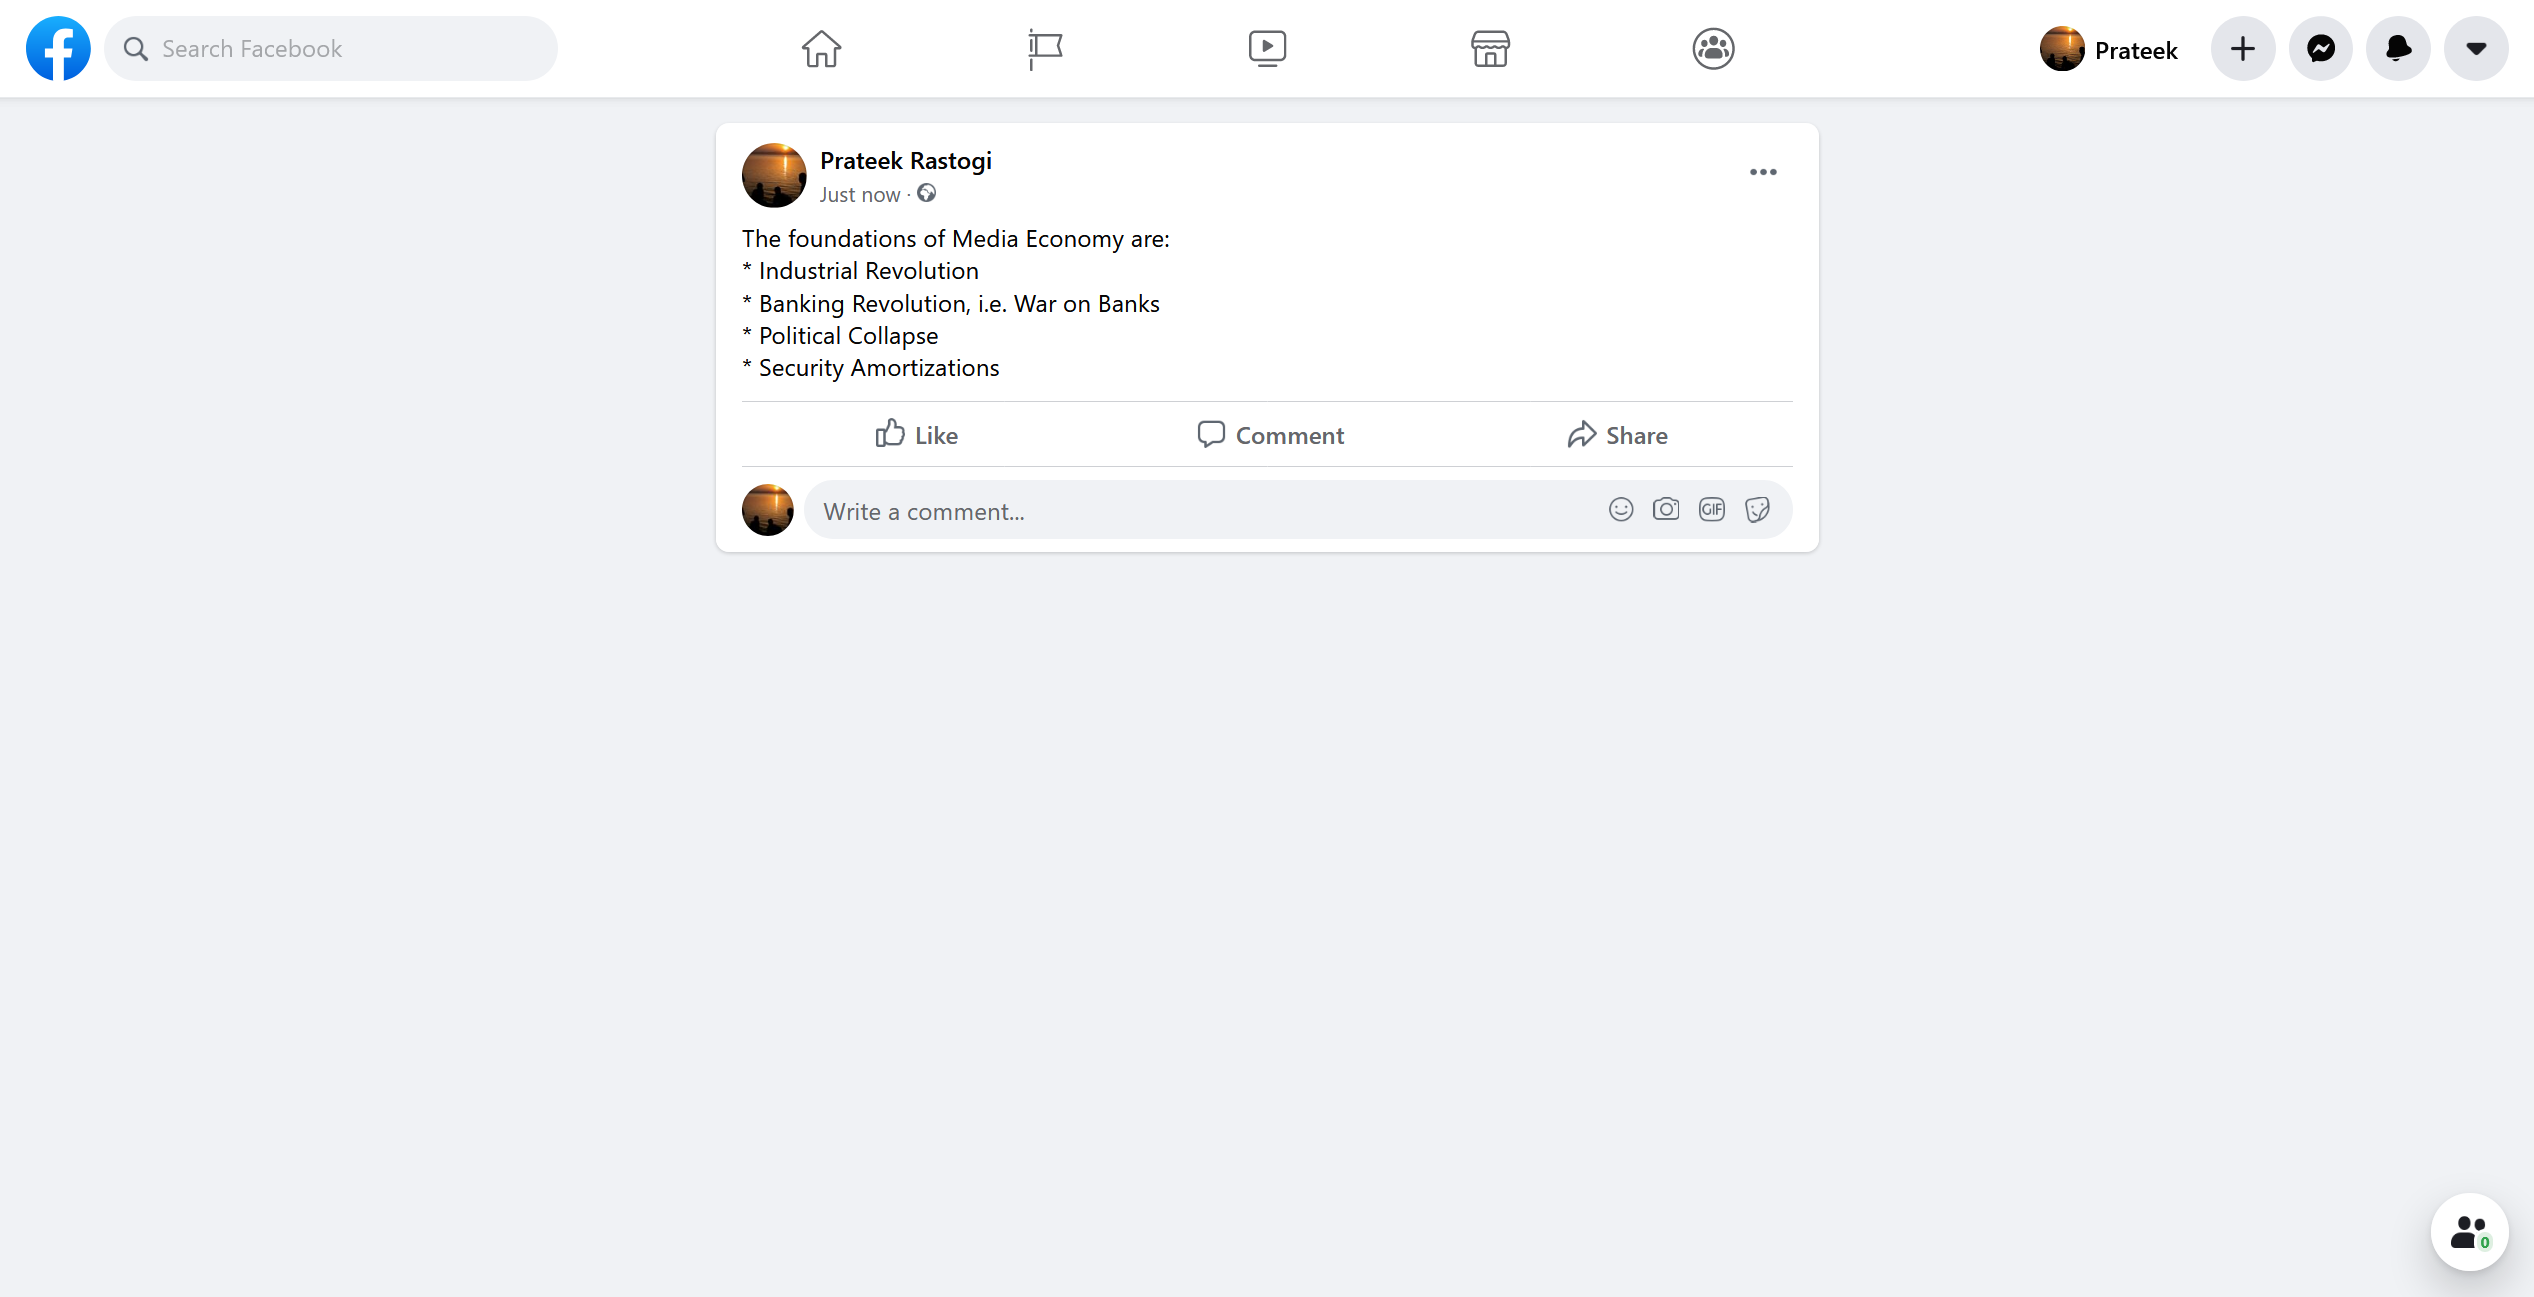 Search Facebook
Prateek
Prateek Rastogi
Just now ·
The foundations of Media Economy are:
* Industrial Revolution
* Banking Revolution, i.e. War on Banks
* Political Collapse
* Security Amortizations
Like Comment Share
Write a comment...
GIF
0